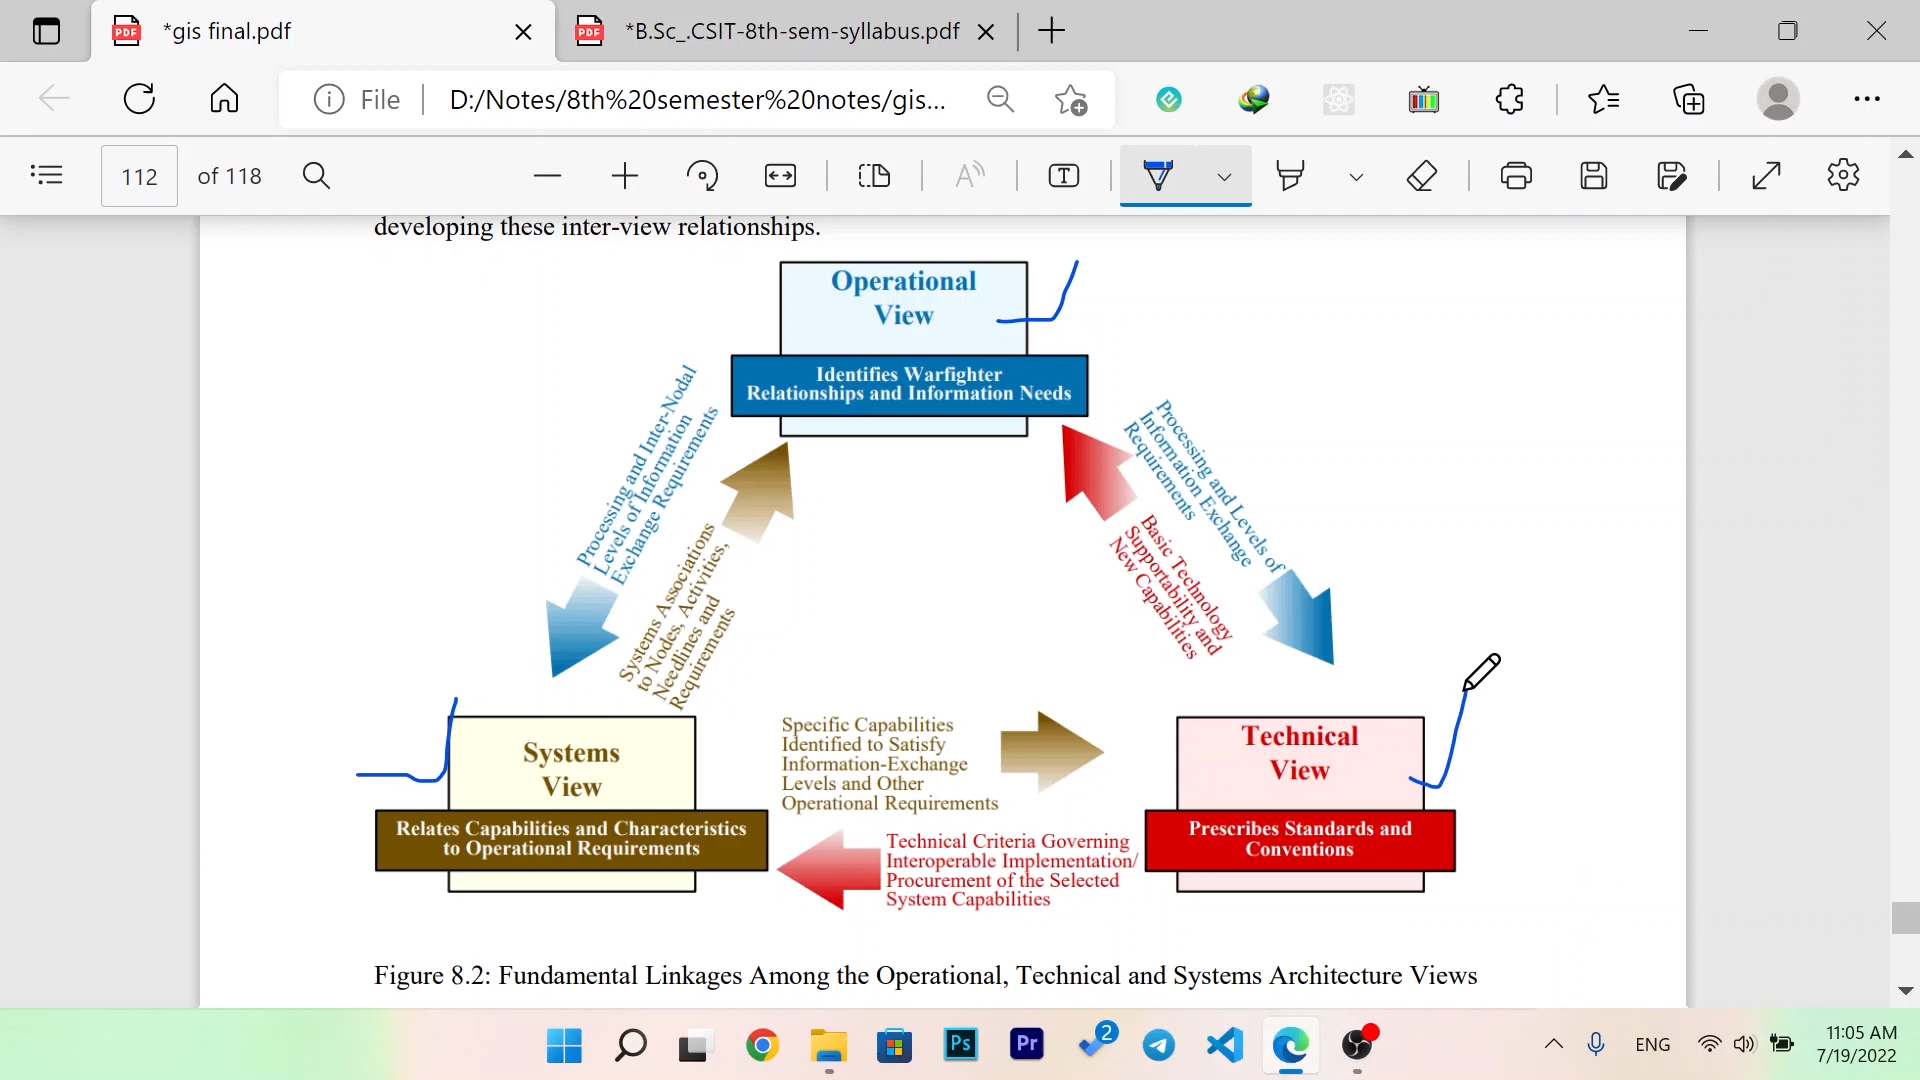 *gis final.pdf
*B.Sc_.CSIT-8th-sem-syllabus.pdf
File
D:/Notes/8th%20semester%20notes/gis...
112
of 118
developing these inter-view relationships.
Operational
View
Identifies Warfighter
Relationships and Information Needs
Processing and Inter-Nodal
Levels of Information
Exchange Requirements
Systems Associations
to Nodes, Activities,
Needlines and
Requirements
Processing and Levels of
Information Exchange
Requirements
Basic Technology
Supportability and
New Capabilities
Systems
View
Relates Capabilities and Characteristics
to Operational Requirements
Specific Capabilities
Identified to Satisfy
Information-Exchange
Levels and Other
Operational Requirements
Technical Criteria Governing
Interoperable Implementation/
Procurement of the Selected
System Capabilities
Technical
View
Prescribes Standards and
Conventions
Figure 8.2: Fundamental Linkages Among the Operational, Technical and Systems Architecture Views
Ps
Pr
2
ENG
11:05 AM
7/19/2022